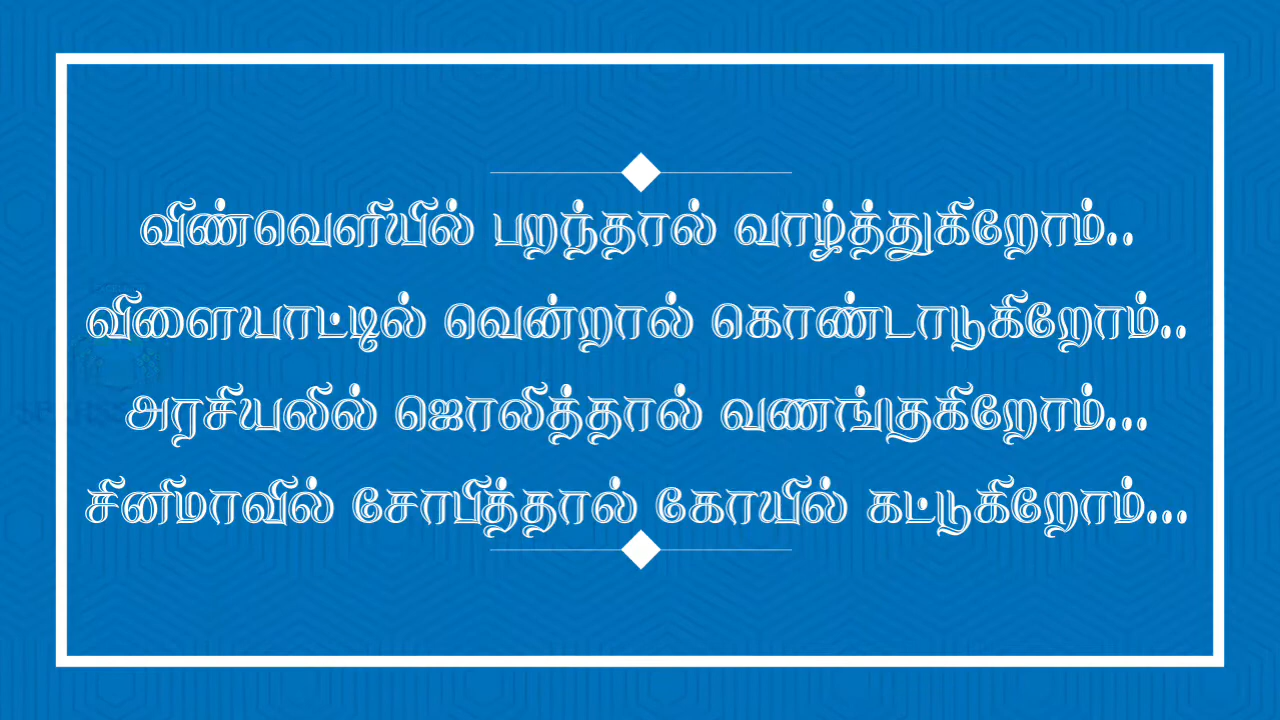 விண்வெளியில் பறந்தால் வாழ்த்துகிறோம்..
விளையாட்டில் வென்றால் கொண்டாடுகிறோம்..
அரசியலில் ஜொலித்தால் வணங்குகிறோம்...
சினிமாவில் சோபித்தால் கோயில் கட்டுகிறோம்...